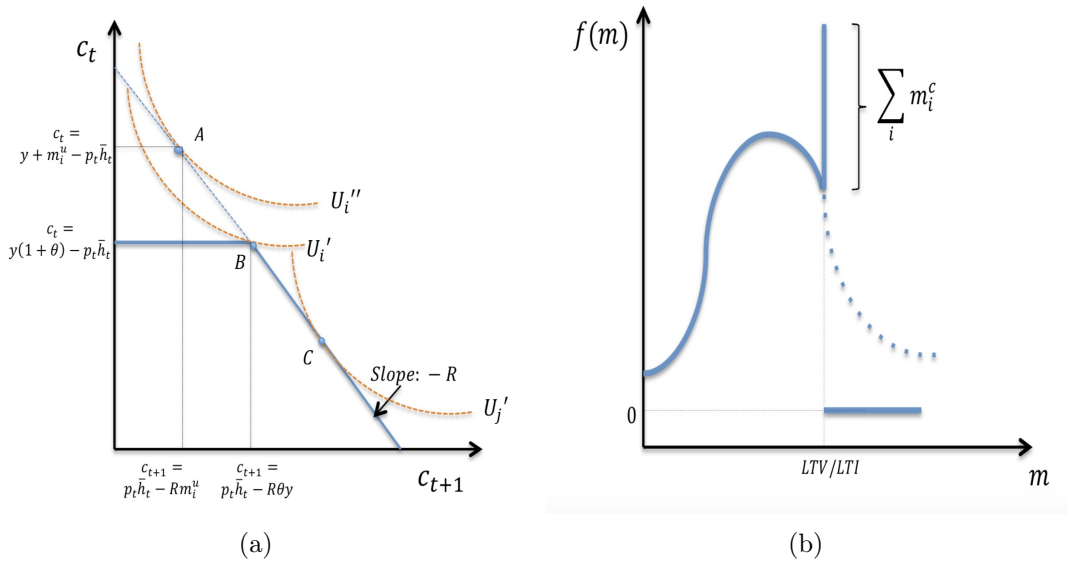 c_t
c_t =
y + m_i^u − p_t h̄_t
A
U_i''
c_t =
y(1 + θ) − p_t h̄_t
B
U_i'
C
Slope: − R
U_j'
c_{t+1} =
p_t h̄_t − Rm_i^u
c_{t+1} =
p_t h̄_t − Rθy
c_{t+1}
(a)
f(m)
∑_i m_i^c
0
LTV/LTI
m
(b)